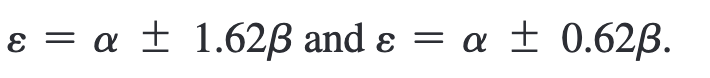 ε = α ± 1.62β and ε = α ± 0.62β.